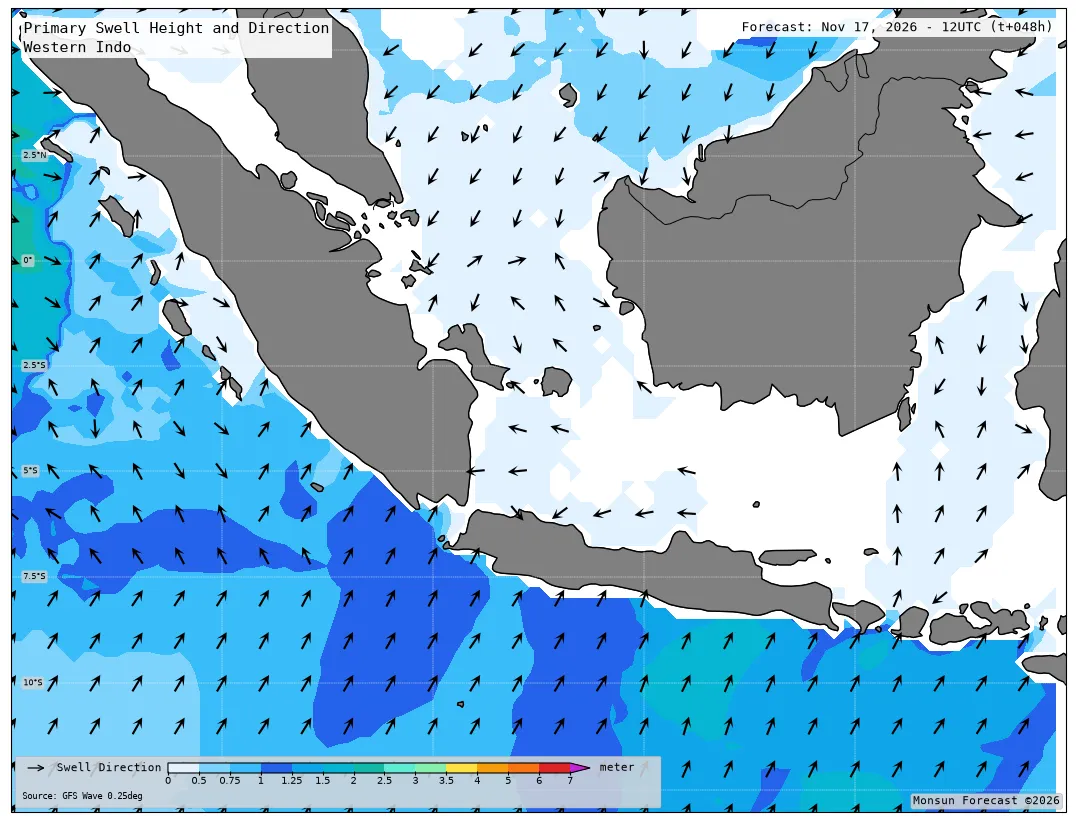 Primary Swell Height and Direction
Western Indo
Forecast: Nov 17, 2026 - 12UTC (t+048h)
2.5°N
0°
2.5°S
5°S
7.5°S
10°S
Swell Direction
0 0.5 0.75 1 1.25 1.5 2 2.5 3 3.5 4 5 6 7
meter
Source: GFS Wave 0.25deg
Monsun Forecast ©2026